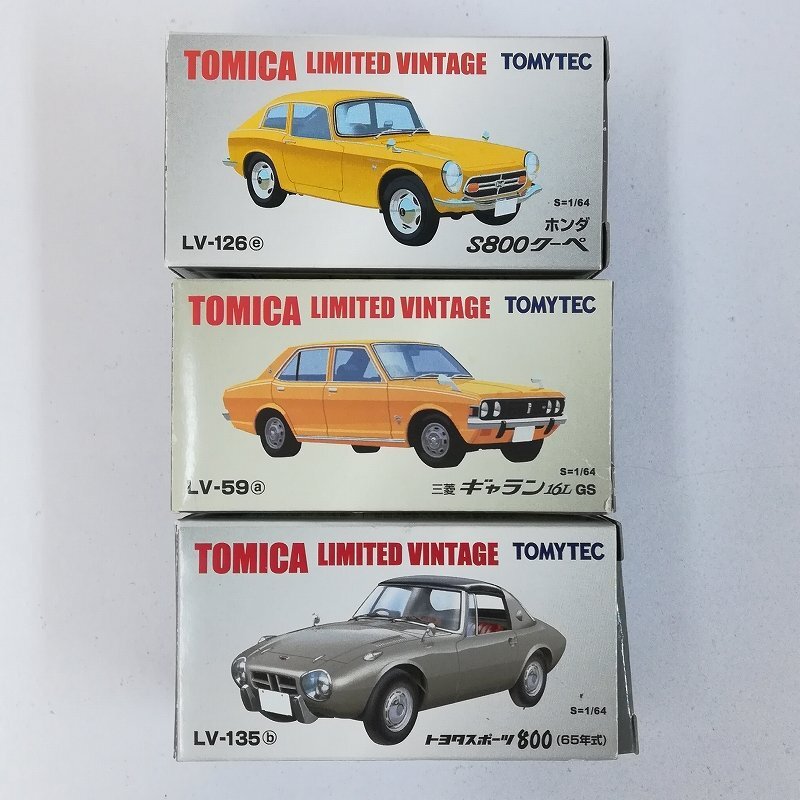 TOMICA LIMITED VINTAGE TOMYTEC
S=1/64
ホンダ
LV-126ⓔ S800クーペ
TOMICA LIMITED VINTAGE TOMYTEC
S=1/64
LV-59ⓐ 三菱 ギャラン16L GS
TOMICA LIMITED VINTAGE TOMYTEC
S=1/64
LV-135ⓑ トヨタスポーツ800 (65年式)